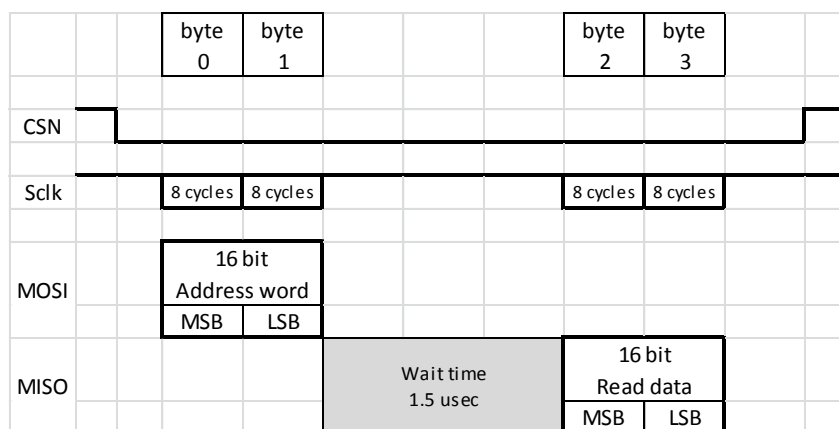 byte byte byte byte
0 1 2 3
CSN
Sclk 8 cycles 8 cycles 8 cycles 8 cycles
16 bit
MOSI Address word
MSB LSB
Wait time 16 bit
MISO 1.5 usec Read data
MSB LSB